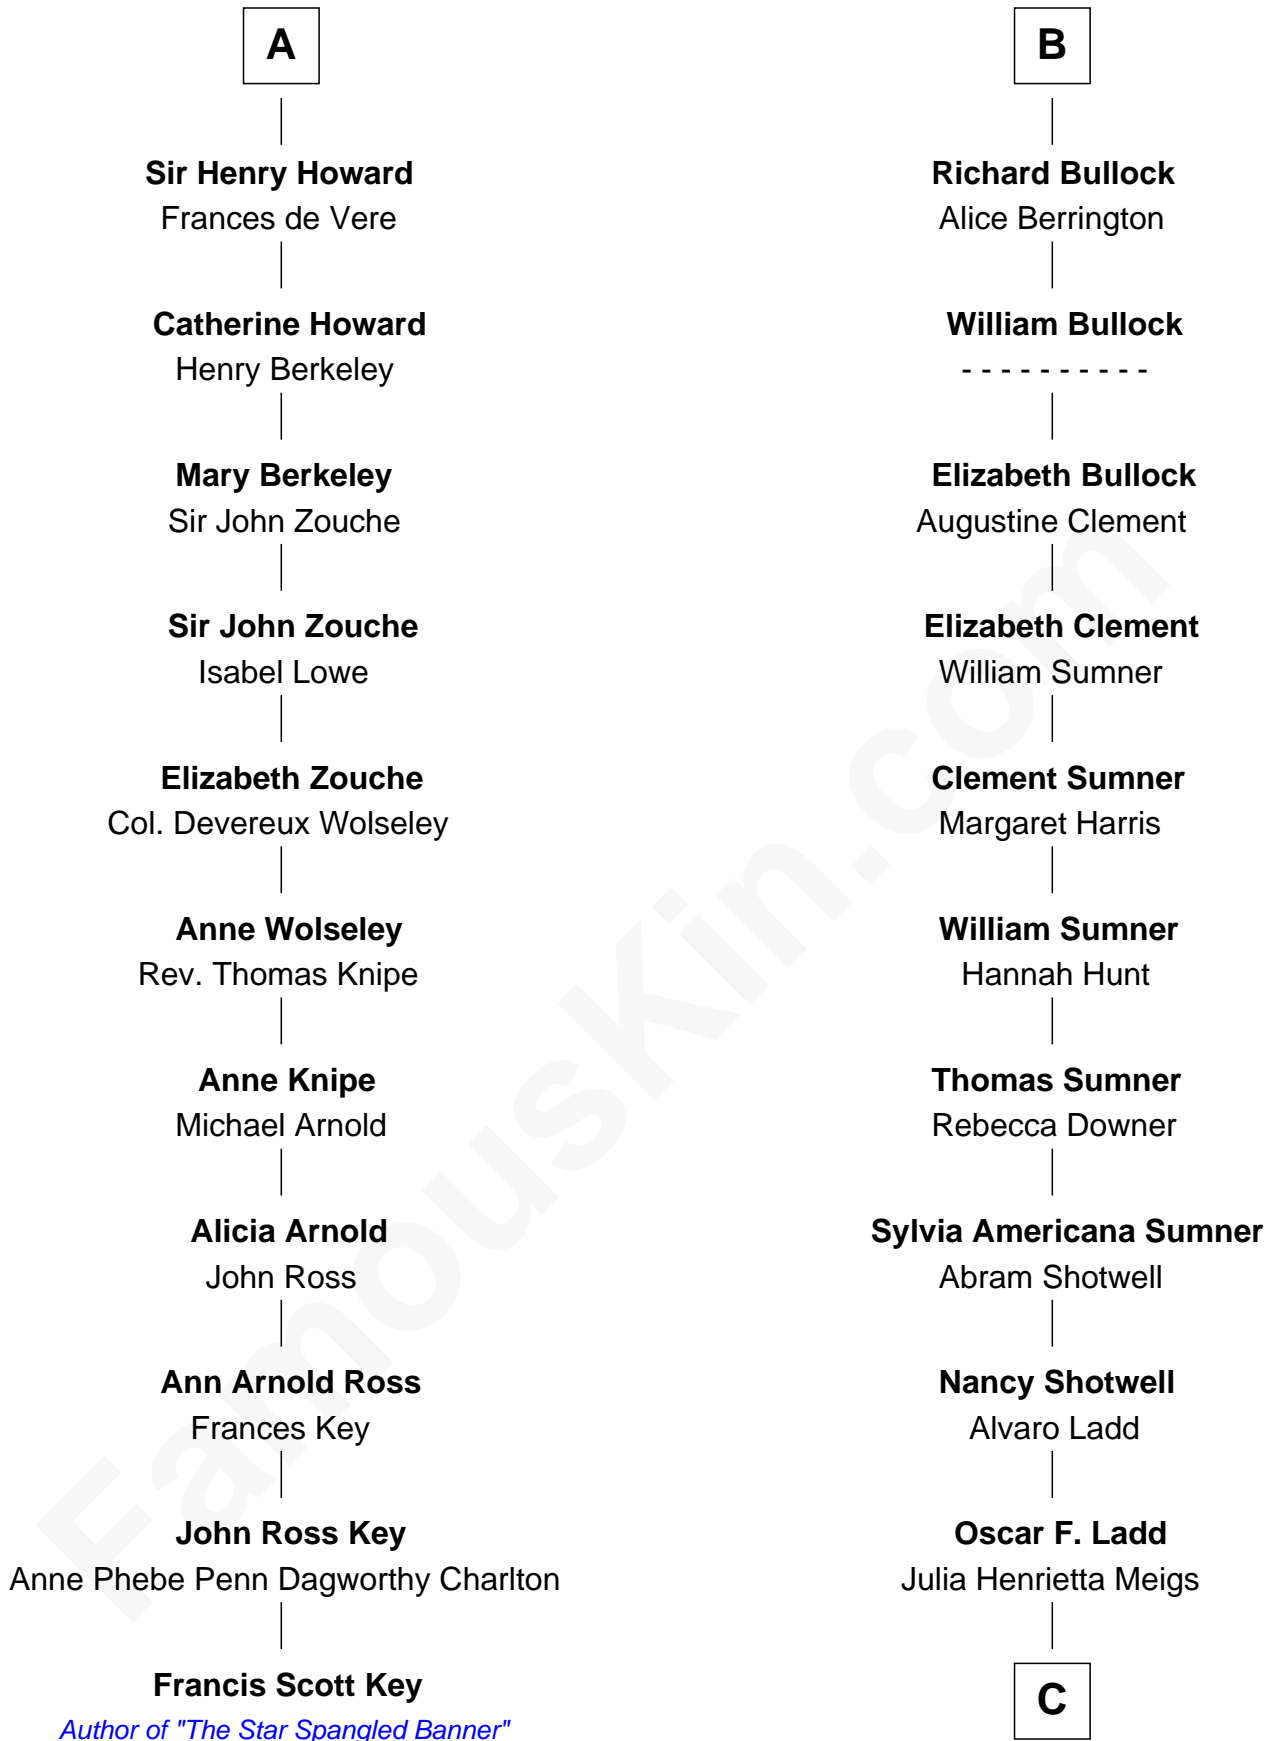 A
Sir Henry Howard
Frances de Vere
Catherine Howard
Henry Berkeley
Mary Berkeley
Sir John Zouche
Sir John Zouche
Isabel Lowe
Elizabeth Zouche
Col. Devereux Wolseley
Anne Wolseley
Rev. Thomas Knipe
Anne Knipe
Michael Arnold
Alicia Arnold
John Ross
Ann Arnold Ross
Frances Key
John Ross Key
Anne Phebe Penn Dagworthy Charlton
Francis Scott Key
Author of "The Star Spangled Banner"
B
Richard Bullock
Alice Berrington
William Bullock
- - - - - - - - - -
Elizabeth Bullock
Augustine Clement
Elizabeth Clement
William Sumner
Clement Sumner
Margaret Harris
William Sumner
Hannah Hunt
Thomas Sumner
Rebecca Downer
Sylvia Americana Sumner
Abram Shotwell
Nancy Shotwell
Alvaro Ladd
Oscar F. Ladd
Julia Henrietta Meigs
C
FamousKin.com